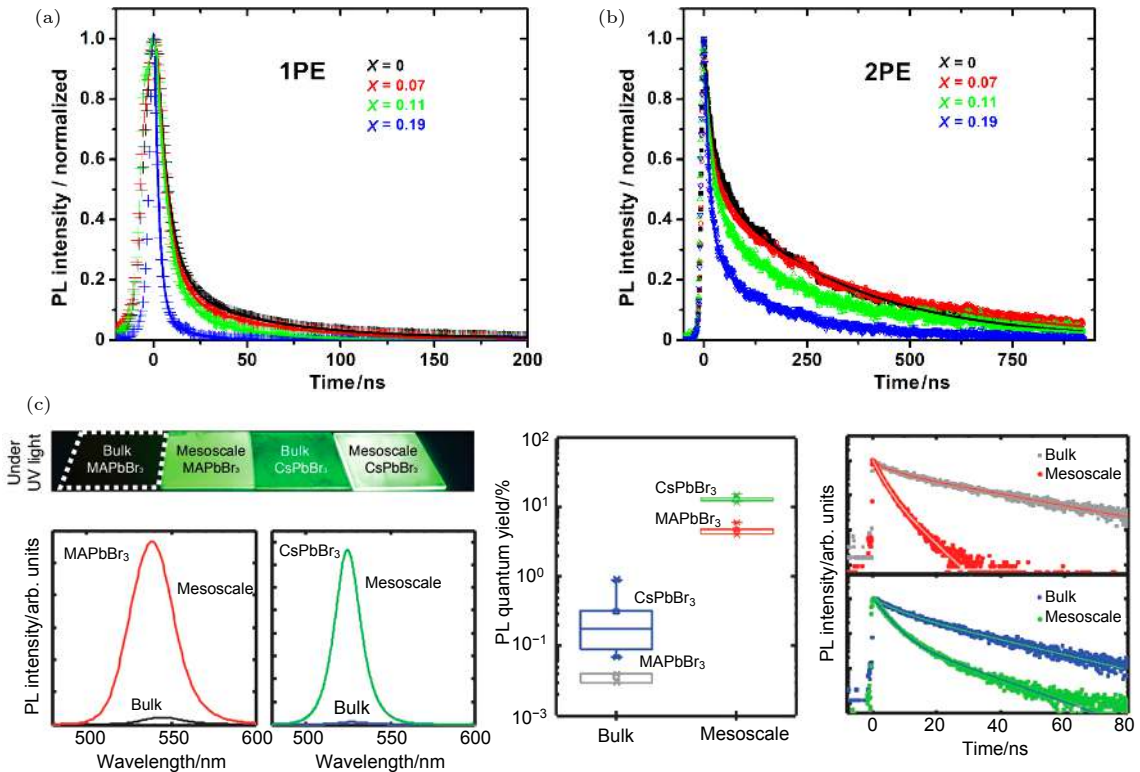 (a)
1PE
X = 0
X = 0.07
X = 0.11
X = 0.19
1.0
0.8
0.6
0.4
0.2
0
PL intensity / normalized
0 25 50 75 100 125 150 175 200
Time/ns
(b)
2PE
X = 0
X = 0.07
X = 0.11
X = 0.19
1.0
0.8
0.6
0.4
0.2
0
PL intensity / normalized
0 250 500 750
Time/ns
(c)
Under
UV light
Bulk
MAPbBr₃
Mesoscale
MAPbBr₃
Bulk
CsPbBr₃
Mesoscale
CsPbBr₃
PL intensity/arb. units
MAPbBr₃
Mesoscale
Bulk
500 550 600
Wavelength/nm
CsPbBr₃
Mesoscale
Bulk
500 550 600
Wavelength/nm
PL quantum yield/%
10²
10¹
10⁰
10⁻¹
10⁻²
10⁻³
CsPbBr₃
MAPbBr₃
CsPbBr₃
MAPbBr₃
Bulk Mesoscale
PL intensity/arb. units
Bulk
Mesoscale
Bulk
Mesoscale
0 20 40 60 80
Time/ns